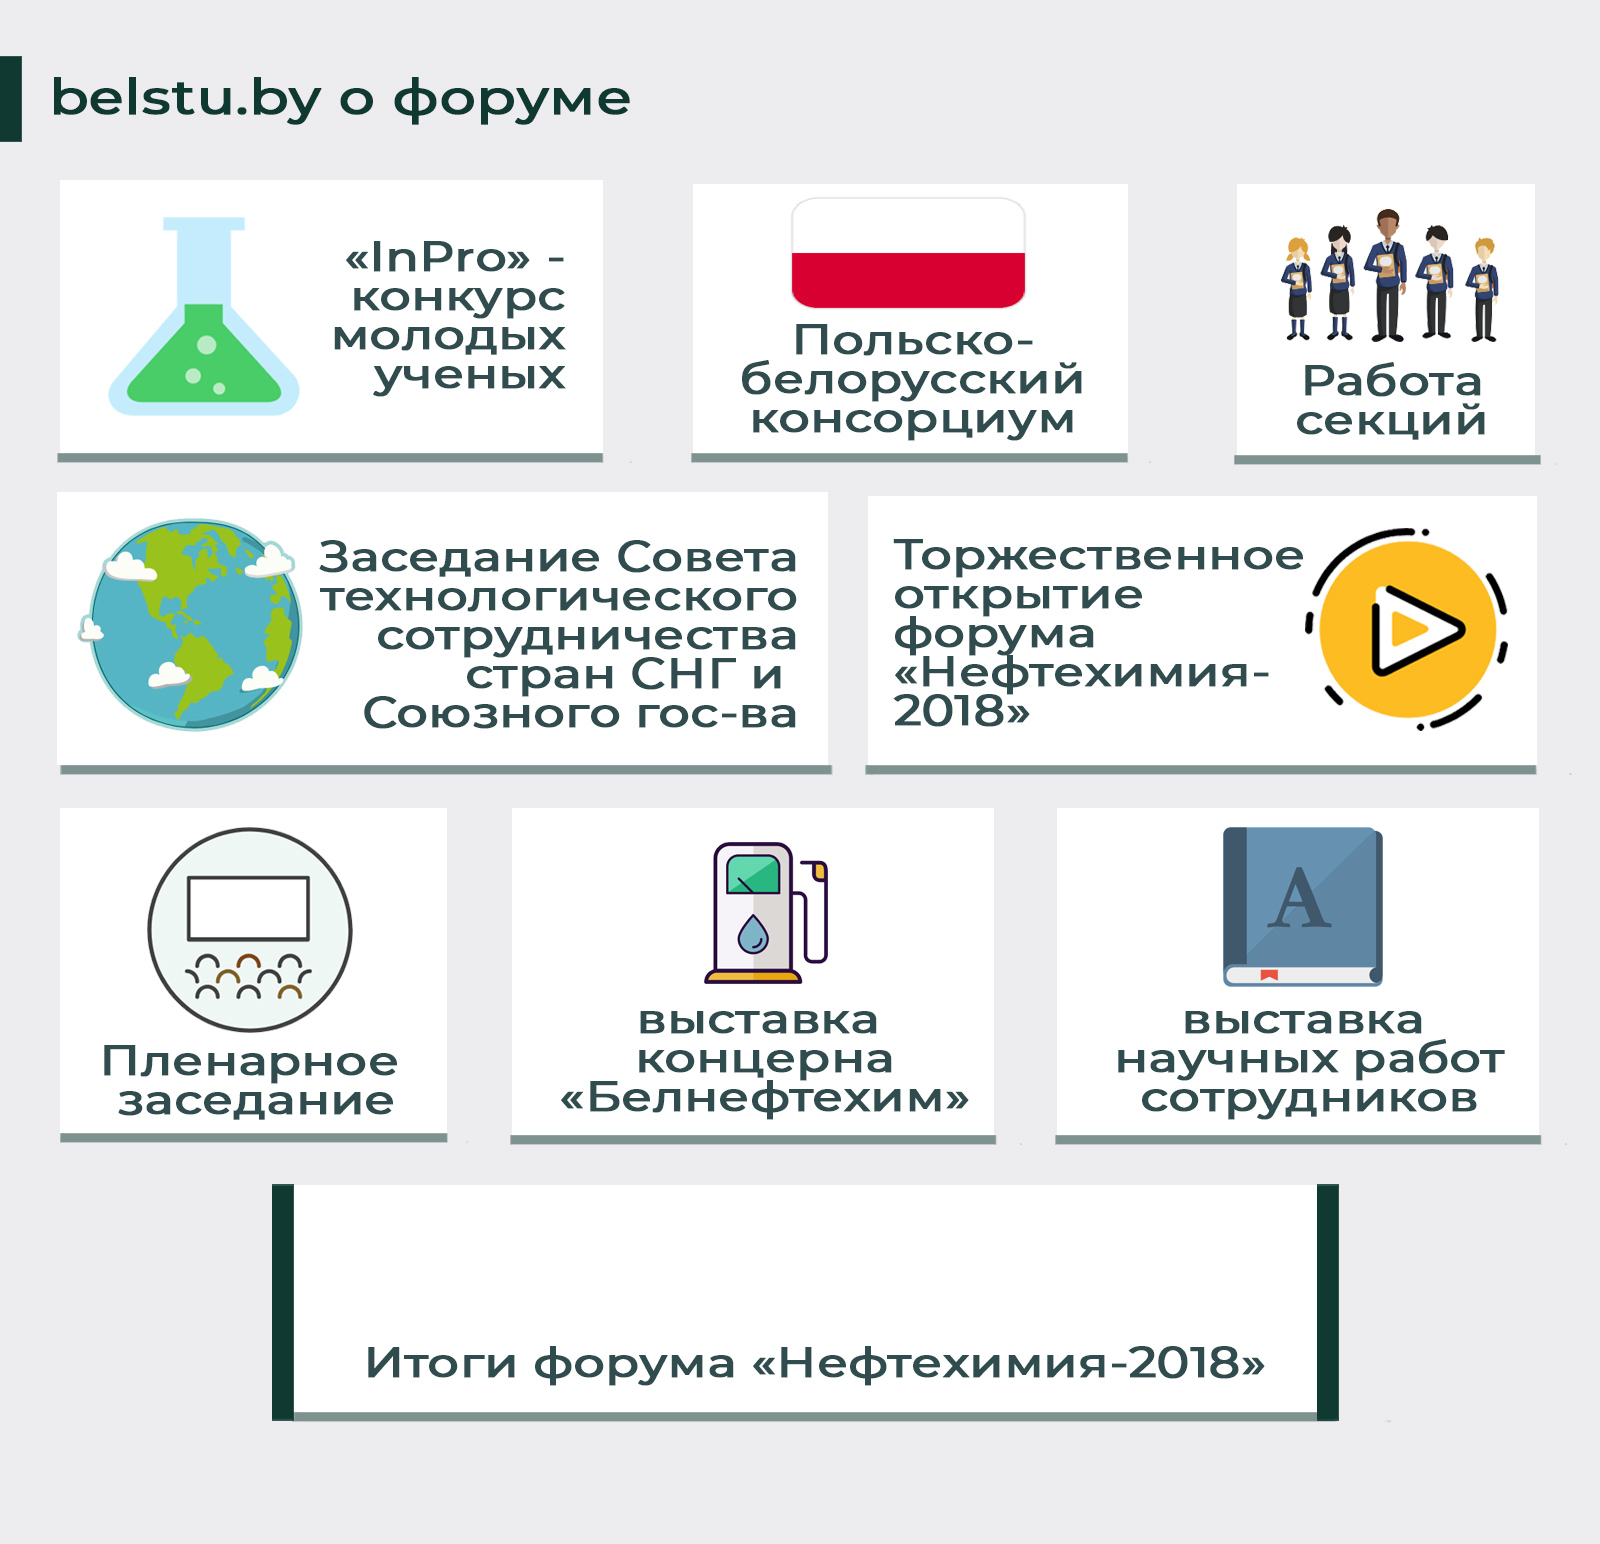 belstu.by о форуме
«InPro» -
конкурс
молодых
ученых
Польско-
белорусский
консорциум
Работа
секций
Заседание Совета
технологического
сотрудничества
стран СНГ и
Союзного гос-ва
Торжественное
открытие
форума
«Нефтехимия-
2018»
Пленарное
заседание
выставка
концерна
«Белнефтехим»
A
выставка
научных работ
сотрудников
Итоги форума «Нефтехимия-2018»